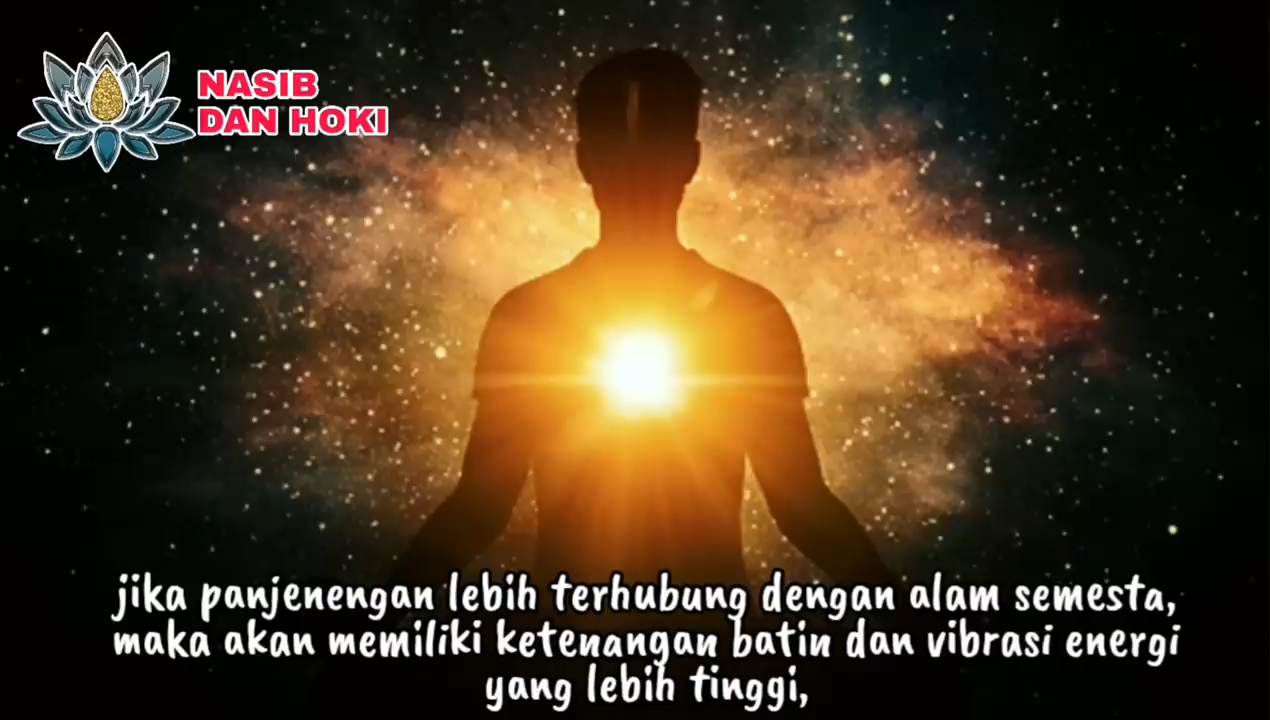 NASIB
DAN HOKI
jika panjenengan lebih terhubung dengan alam semesta,
maka akan memiliki ketenangan batin dan vibrasi energi
yang lebih tinggi,